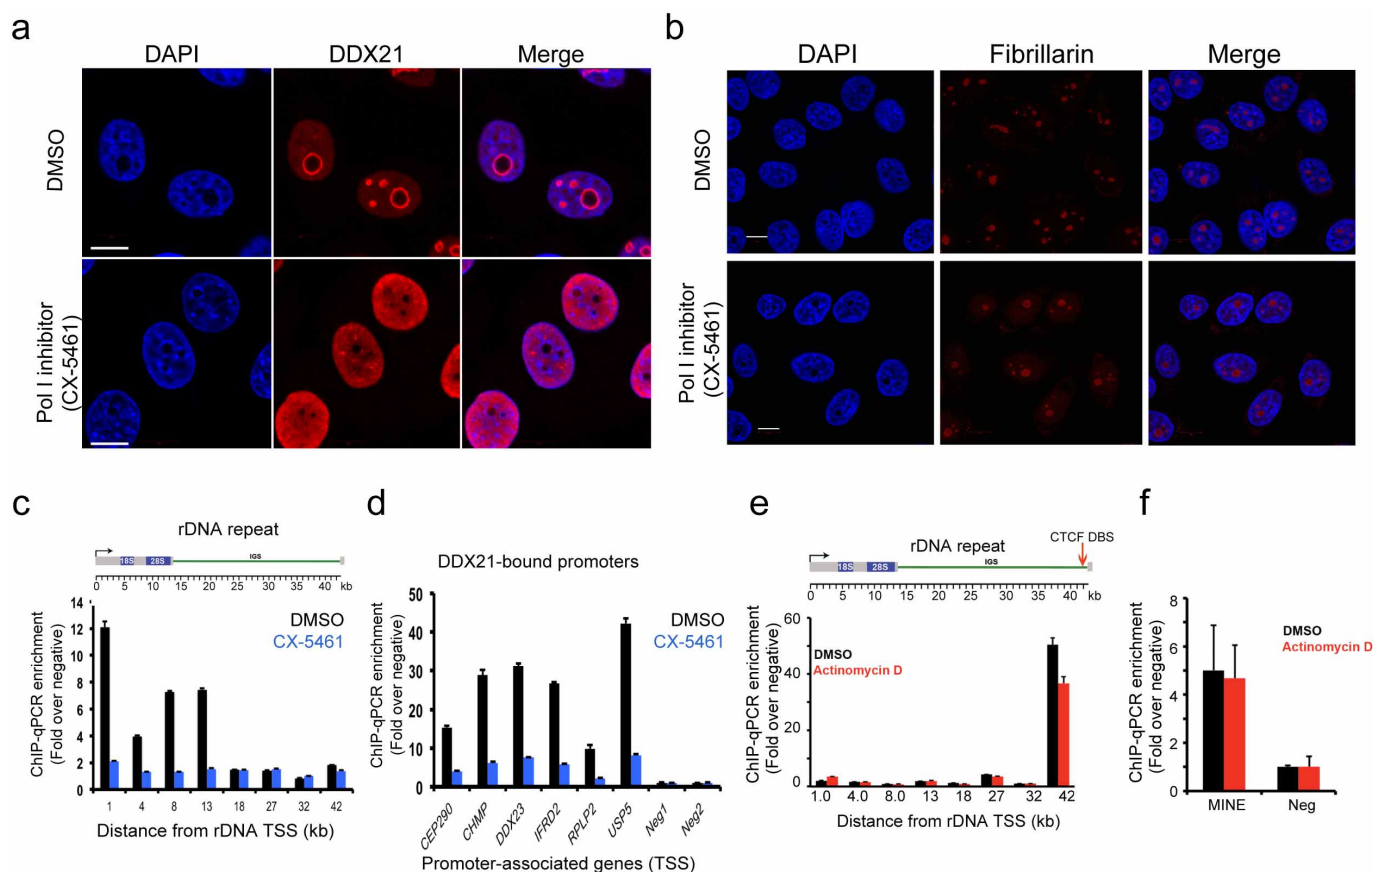 a
DAPI DDX21 Merge
DMSO
Pol I inhibitor
(CX-5461)
b
DAPI Fibrillarin Merge
DMSO
Pol I inhibitor
(CX-5461)
c
rDNA repeat
18S 28S IGS
0 5 10 15 20 25 30 35 40 kb
ChIP-qPCR enrichment
(Fold over negative)
14
12
10
8
6
4
2
0
DMSO
CX-5461
1 4 8 13 18 27 32 42
Distance from rDNA TSS (kb)
d
DDX21-bound promoters
ChIP-qPCR enrichment
(Fold over negative)
50
40
30
20
10
0
DMSO
CX-5461
CEP290 CHMP DDX23 IFRD2 RPLP2 USP5 Neg1 Neg2
Promoter-associated genes (TSS)
e
CTCF DBS
rDNA repeat
18S 28S IGS
0 5 10 15 20 25 30 35 40 kb
ChIP-qPCR enrichment
(Fold over negative)
60
40
20
60
0
DMSO
Actinomycin D
1.0 4.0 8.0 13 18 27 32 42
Distance from rDNA TSS (kb)
f
ChIP-qPCR enrichment
(Fold over negative)
8
6
4
2
0
DMSO
Actinomycin D
MINE Neg